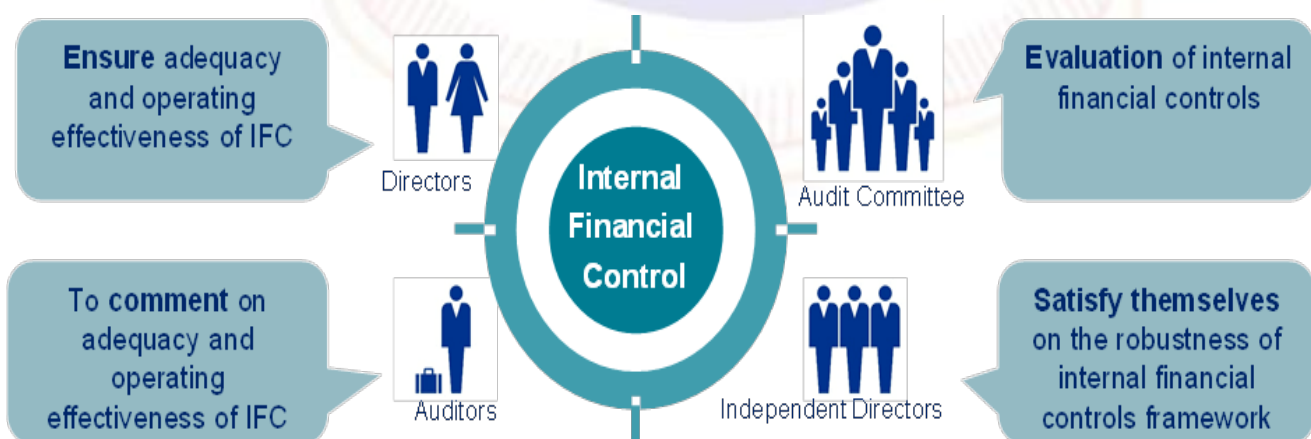 Ensure adequacy
and operating
effectiveness of IFC
Directors
Internal
Financial
Control
Audit Committee
Evaluation of internal
financial controls
To comment on
adequacy and
operating
effectiveness of IFC
Auditors
Independent Directors
Satisfy themselves
on the robustness of
internal financial
controls framework